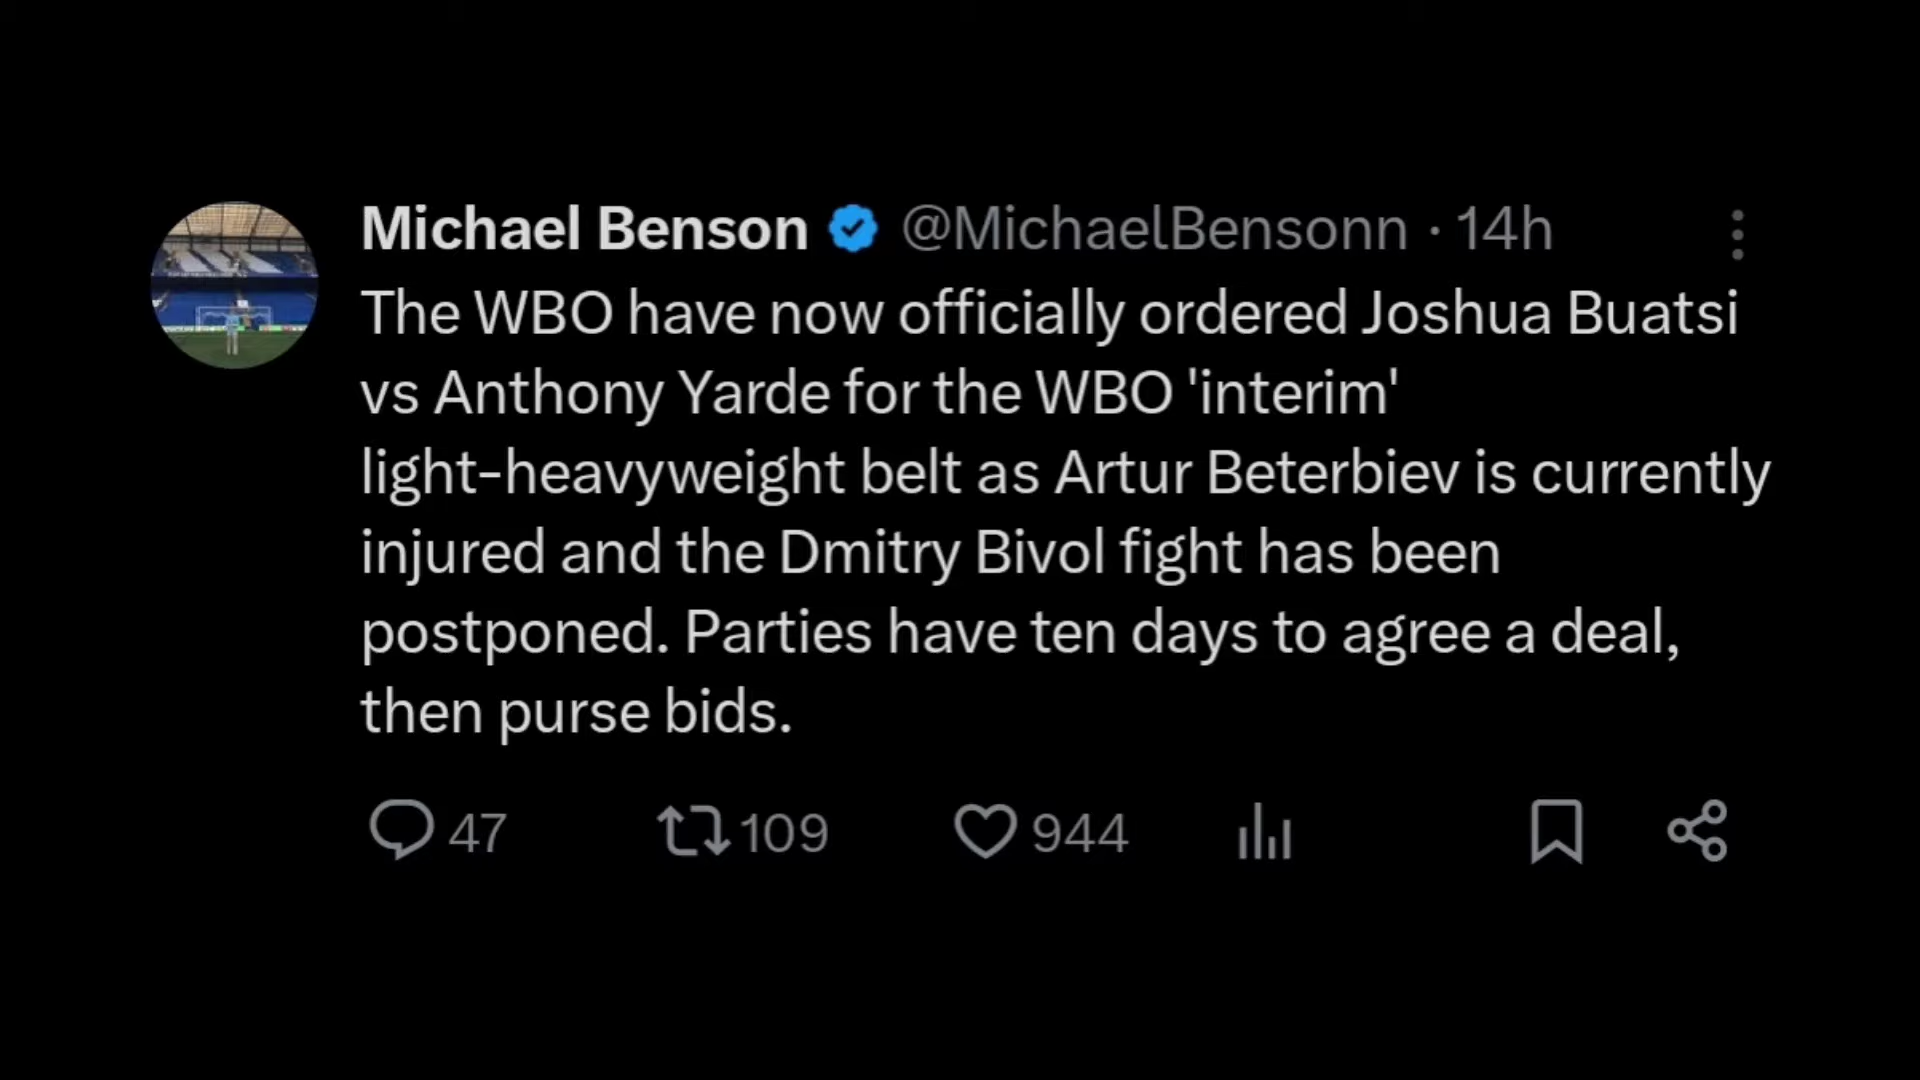 Michael Benson @MichaelBensonn · 14h
The WBO have now officially ordered Joshua Buatsi
vs Anthony Yarde for the WBO 'interim'
light-heavyweight belt as Artur Beterbiev is currently
injured and the Dmitry Bivol fight has been
postponed. Parties have ten days to agree a deal,
then purse bids.
47 109 944